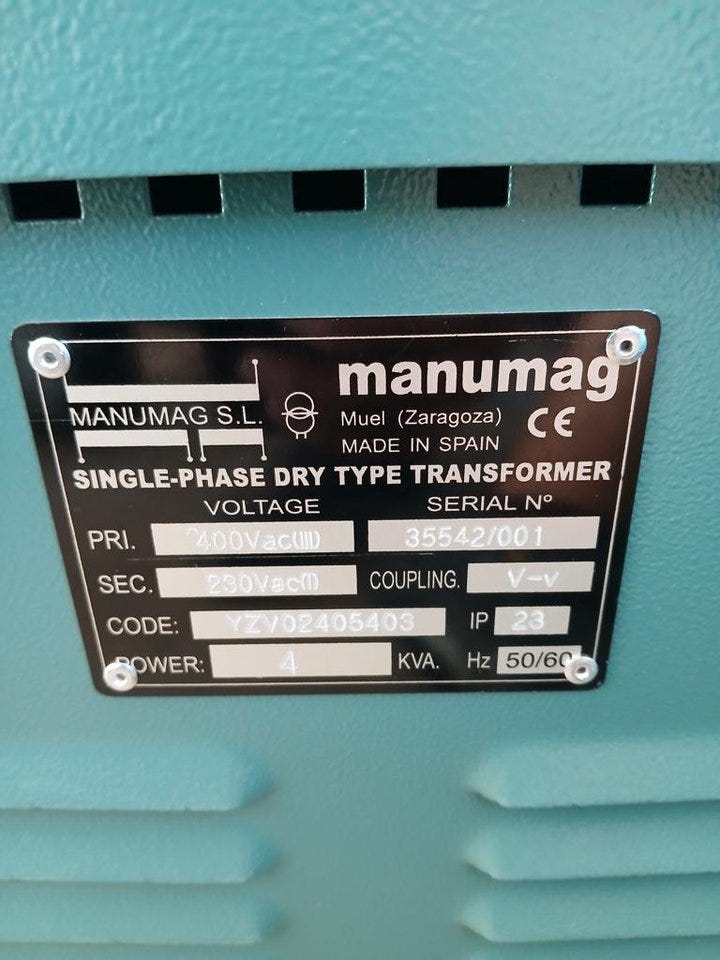 manumag
MANUMAG S.L.
Muel (Zaragoza) CE
MADE IN SPAIN
SINGLE-PHASE DRY TYPE TRANSFORMER
VOLTAGE SERIAL Nº
PRI. 400Vac(III) 35542/001
SEC. 230Vac(I) COUPLING. V-v
CODE: YZV02405403 IP 23
POWER: 4 KVA. Hz 50/60